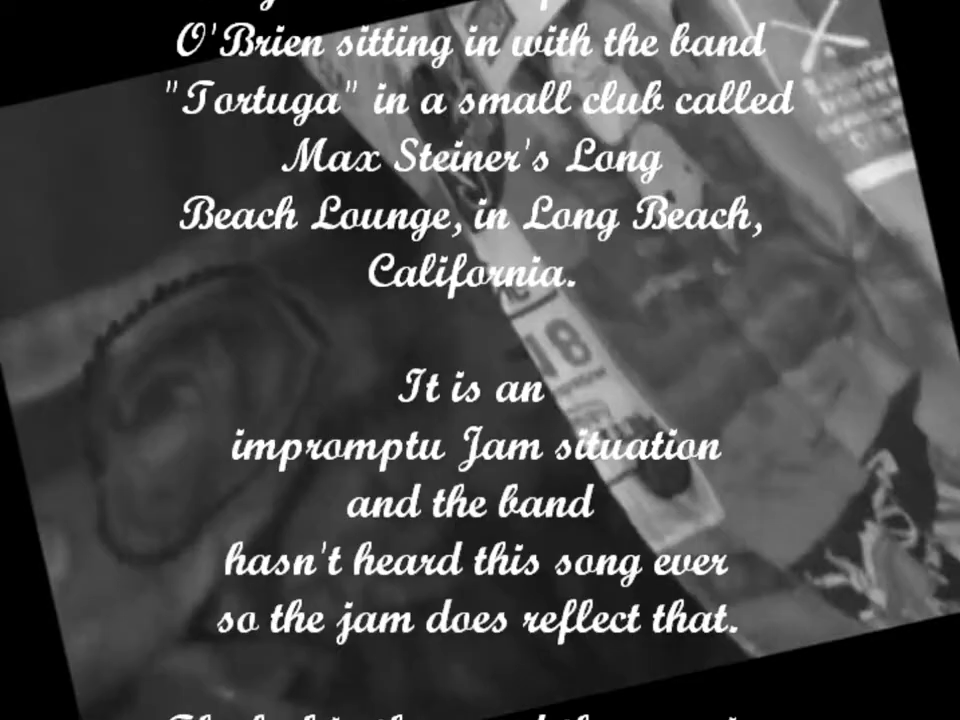 O'Brien sitting in with the band
"Tortuga" in a small club called
Max Steiner's Long
Beach Lounge, in Long Beach,
California.
It is an
impromptu Jam situation
and the band
hasn't heard this song ever
so the jam does reflect that.
18